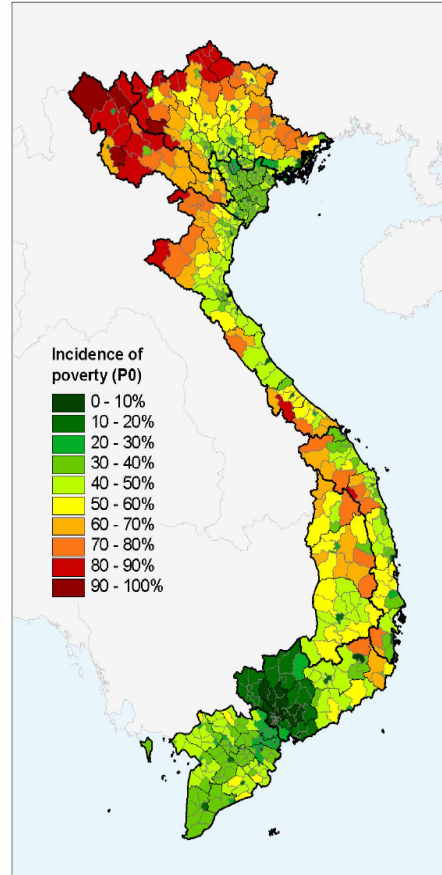 Incidence of
poverty (P0)
0 - 10%
10 - 20%
20 - 30%
30 - 40%
40 - 50%
50 - 60%
60 - 70%
70 - 80%
80 - 90%
90 - 100%